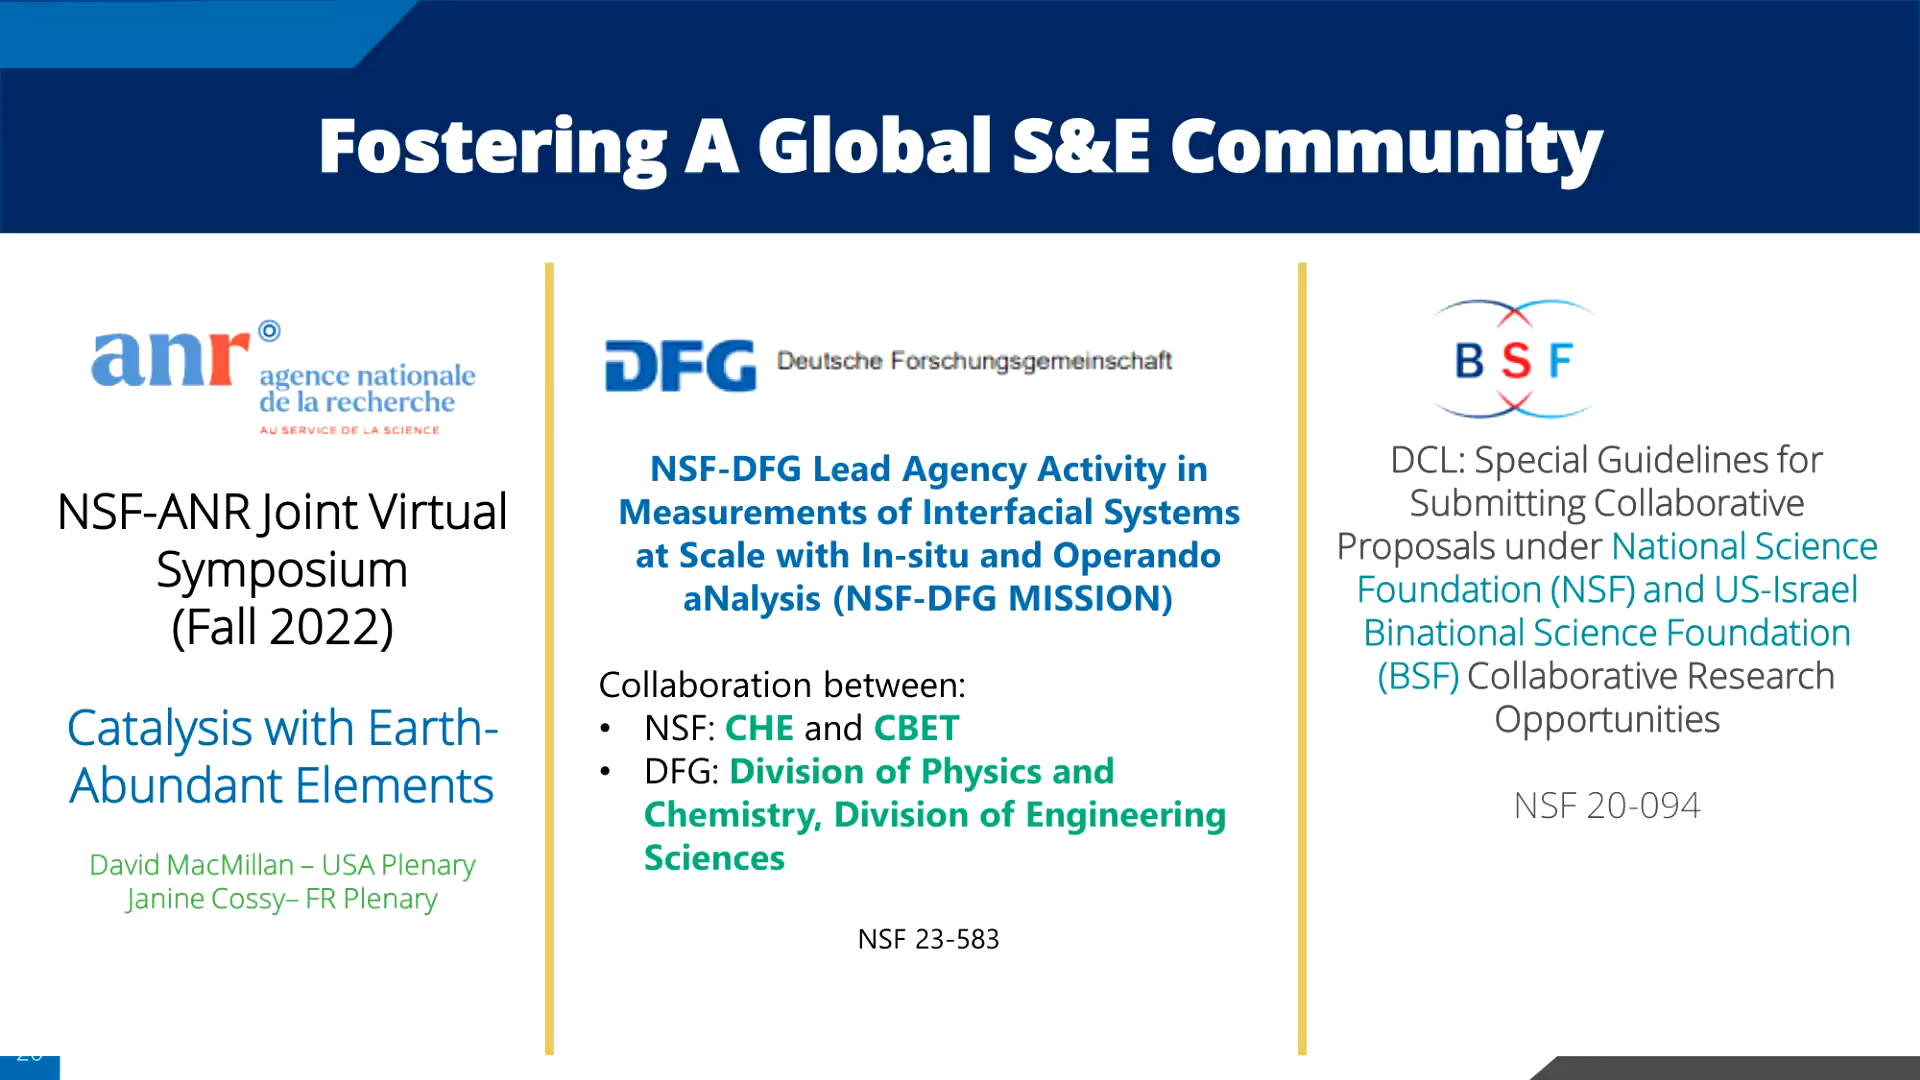 Fostering A Global S&E Community
anr
agence nationale
de la recherche
AU SERVICE DE LA SCIENCE
NSF-ANR Joint Virtual
Symposium
(Fall 2022)
Catalysis with Earth-
Abundant Elements
David MacMillan – USA Plenary
Janine Cossy– FR Plenary
DFG Deutsche Forschungsgemeinschaft
NSF-DFG Lead Agency Activity in
Measurements of Interfacial Systems
at Scale with In-situ and Operando
aNalysis (NSF-DFG MISSION)
Collaboration between:
• NSF: CHE and CBET
• DFG: Division of Physics and
Chemistry, Division of Engineering
Sciences
NSF 23-583
BSF
DCL: Special Guidelines for
Submitting Collaborative
Proposals under National Science
Foundation (NSF) and US-Israel
Binational Science Foundation
(BSF) Collaborative Research
Opportunities
NSF 20-094